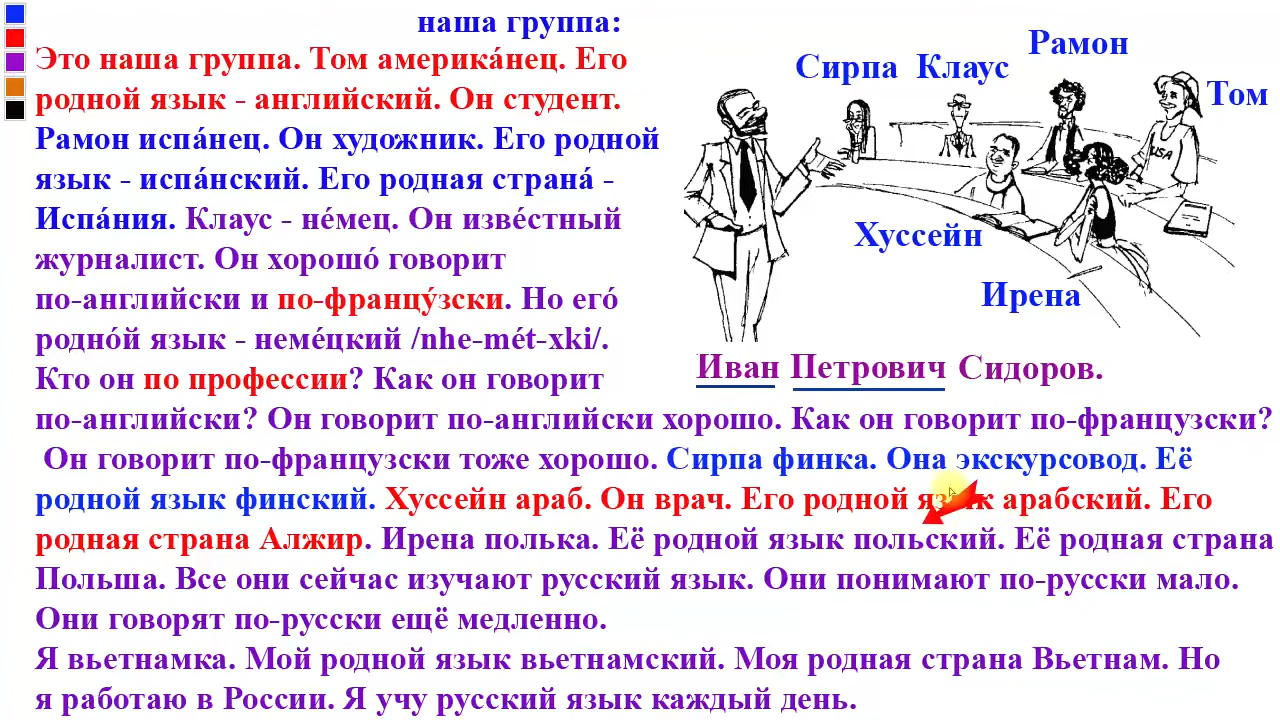 наша группа:
Это наша группа. Том америка́нец. Его
родной язык - английский. Он студент.
Рамон испа́нец. Он художник. Его родной
язык - испа́нский. Его родная страна́ -
Испа́ния. Клаус - не́мец. Он изве́стный
журналист. Он хорошо́ говорит
по-английски и по-францу́зски. Но его́
родно́й язык - неме́цкий /nhe-mét-xki/.
Кто он по профессии? Как он говорит
по-английски? Он говорит по-английски хорошо. Как он говорит по-французски?
Он говорит по-французски тоже хорошо. Сирпа финка. Она экскурсовод. Её
родной язык финский. Хуссейн араб. Он врач. Его родной язык арабский. Его
родная страна Алжир. Ирена полька. Её родной язык польский. Её родная страна
Польша. Все они сейчас изучают русский язык. Они понимают по-русски мало.
Они говорят по-русски ещё медленно.
Я вьетнамка. Мой родной язык вьетнамский. Моя родная страна Вьетнам. Но
я работаю в России. Я учу русский язык каждый день.
Рамон
Сирпа Клаус
Том
USA
Хуссейн
Ирена
Иван Петрович Сидоров.